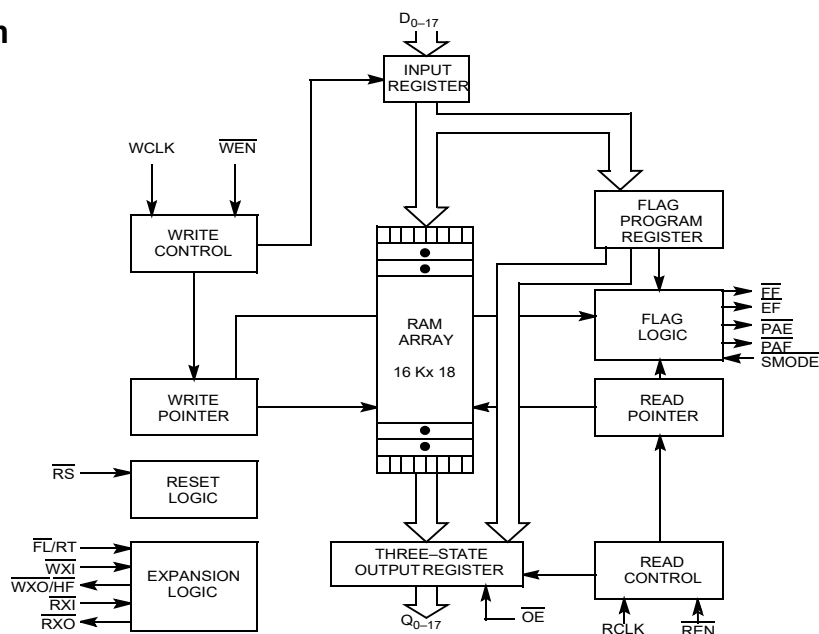 n
D0–17
INPUT
REGISTER
WCLK
WEN
WRITE
CONTROL
FLAG
PROGRAM
REGISTER
RAM
ARRAY
16 Kx 18
FLAG
LOGIC
FF
EF
PAE
PAF
SMODE
WRITE
POINTER
READ
POINTER
RS
RESET
LOGIC
FL/RT
WXI
WXO/HF
RXI
RXO
EXPANSION
LOGIC
THREE–STATE
OUTPUT REGISTER
READ
CONTROL
Q0–17
OE
RCLK
REN